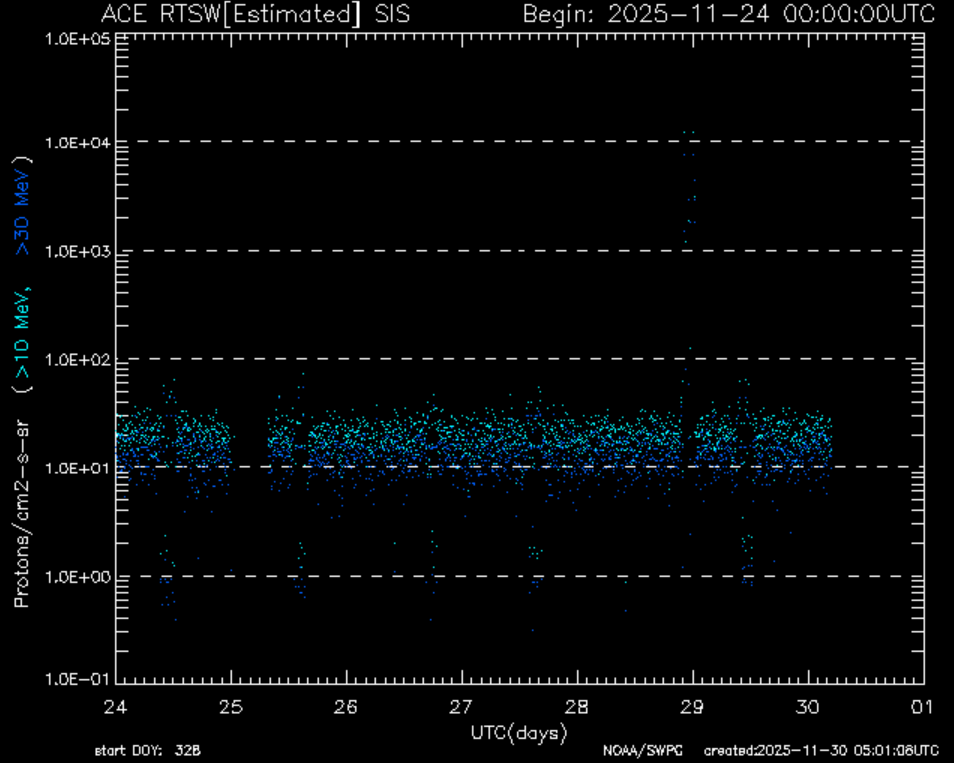 ACE RTSW[Estimated] SIS
Begin: 2025-11-24 00:00:00UTC
1.0E+05
1.0E+04
1.0E+03
1.0E+02
1.0E+01
1.0E+00
1.0E-01
Protons/cm2-s-sr (>10 MeV, >30 MeV)
24 25 26 27 28 29 30 01
UTC(days)
start DOY: 328
NOAA/SWPC created:2025-11-30 05:01:08UTC